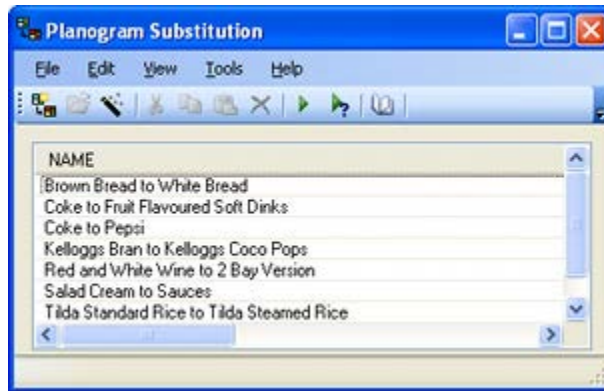 Planogram Substitution
File Edit View Tools Help
NAME
Brown Bread to White Bread
Coke to Fruit Flavoured Soft Dinks
Coke to Pepsi
Kelloggs Bran to Kelloggs Coco Pops
Red and White Wine to 2 Bay Version
Salad Cream to Sauces
Tilda Standard Rice to Tilda Steamed Rice